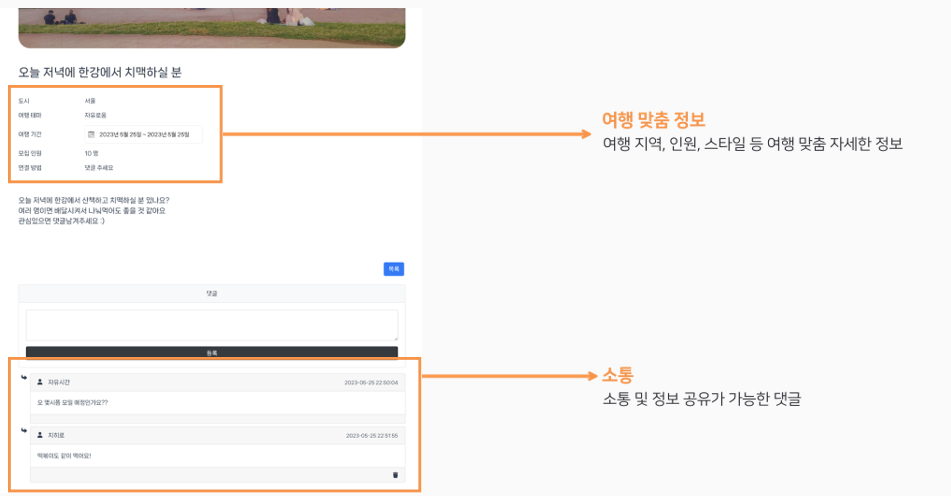 오늘 저녁에 한강에서 치맥하실 분
도시 서울
여행 테마 자유로움
여행 기간 2023년 5월 25일 ~ 2023년 5월 25일
모집 인원 10 명
연결 방법 댓글 주세요
여행 맞춤 정보
여행 지역, 인원, 스타일 등 여행 맞춤 자세한 정보
오늘 저녁에 한강에서 산책하고 치맥하실 분 있나요?
여러 명이면 배달시켜서 나눠먹어도 좋을 것 같아요
관심있으면 댓글남겨주세요 :)
목록
댓글
등록
자유시간 2023-05-25 22:50:04
오 몇시쯤 모일 예정인가요??
치히로 2023-05-25 22:51:55
떡볶이도 같이 먹어요!
소통
소통 및 정보 공유가 가능한 댓글